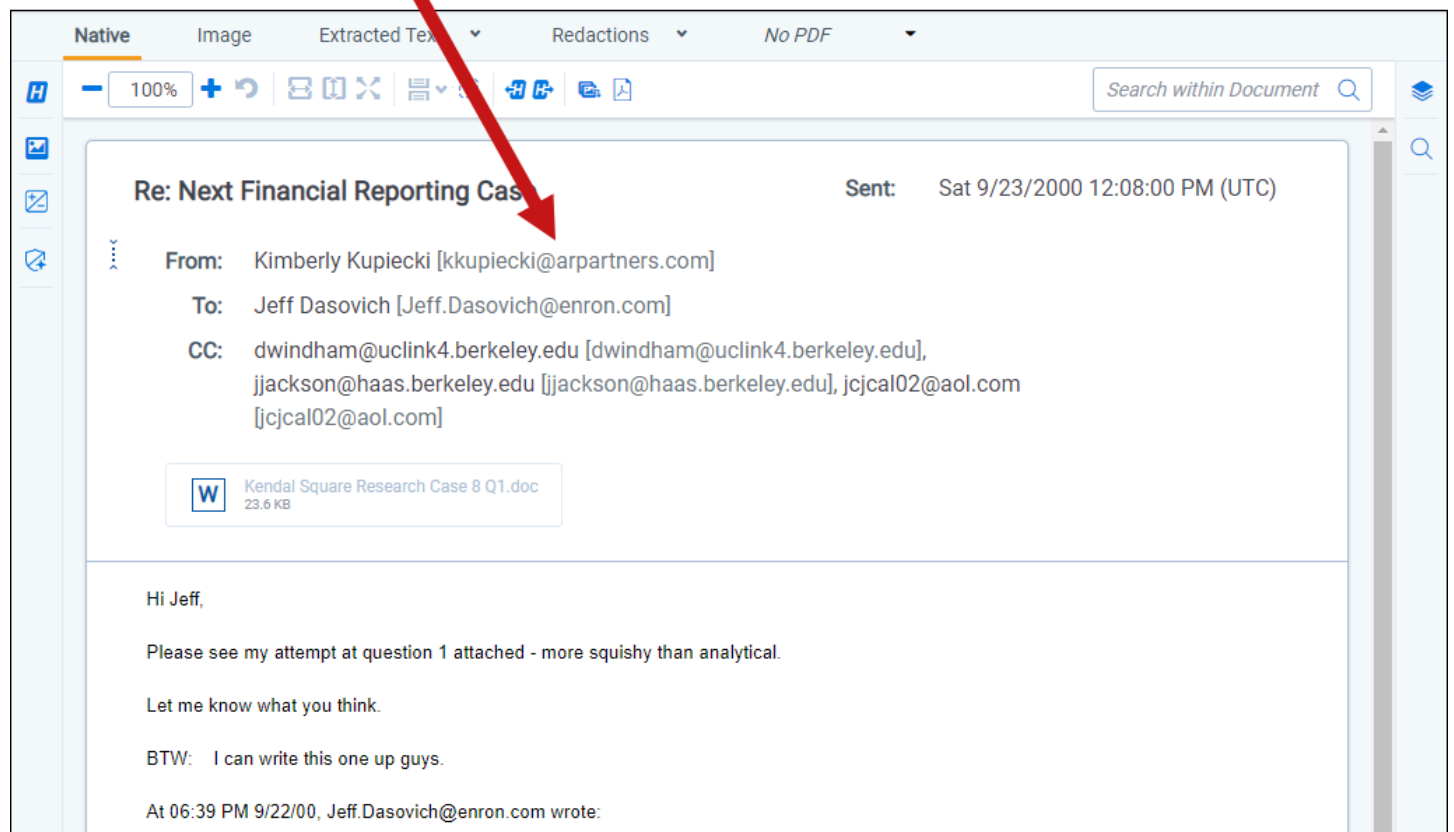 Native Image Extracted Tex Redactions No PDF
100% Search within Document
Re: Next Financial Reporting Case Sent: Sat 9/23/2000 12:08:00 PM (UTC)
From: Kimberly Kupiecki [kkupiecki@arpartners.com]
To: Jeff Dasovich [Jeff.Dasovich@enron.com]
CC: dwindham@uclink4.berkeley.edu [dwindham@uclink4.berkeley.edu],
jjackson@haas.berkeley.edu [jjackson@haas.berkeley.edu], jcjcal02@aol.com
[jcjcal02@aol.com]
W Kendal Square Research Case 8 Q1.doc
23.6 KB
Hi Jeff,
Please see my attempt at question 1 attached - more squishy than analytical.
Let me know what you think.
BTW: I can write this one up guys.
At 06:39 PM 9/22/00, Jeff.Dasovich@enron.com wrote: